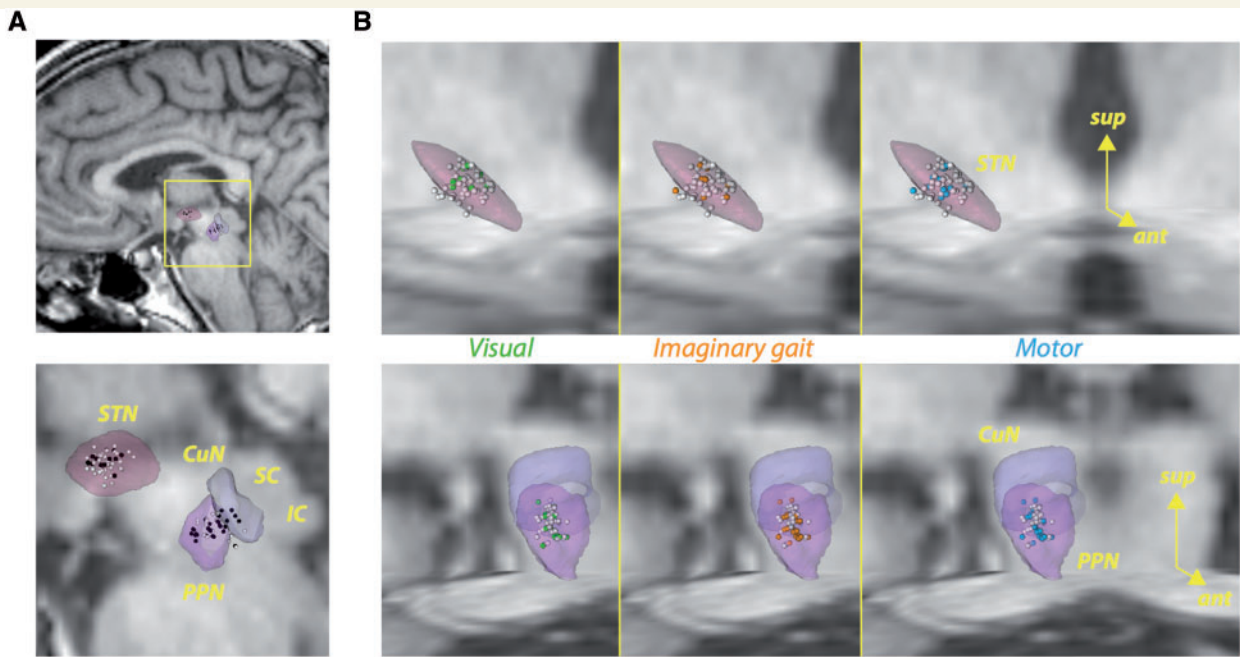 A
B
STN
CuN
SC
IC
PPN
STN
sup
ant
Visual
Imaginary gait
Motor
CuN
PPN
sup
ant